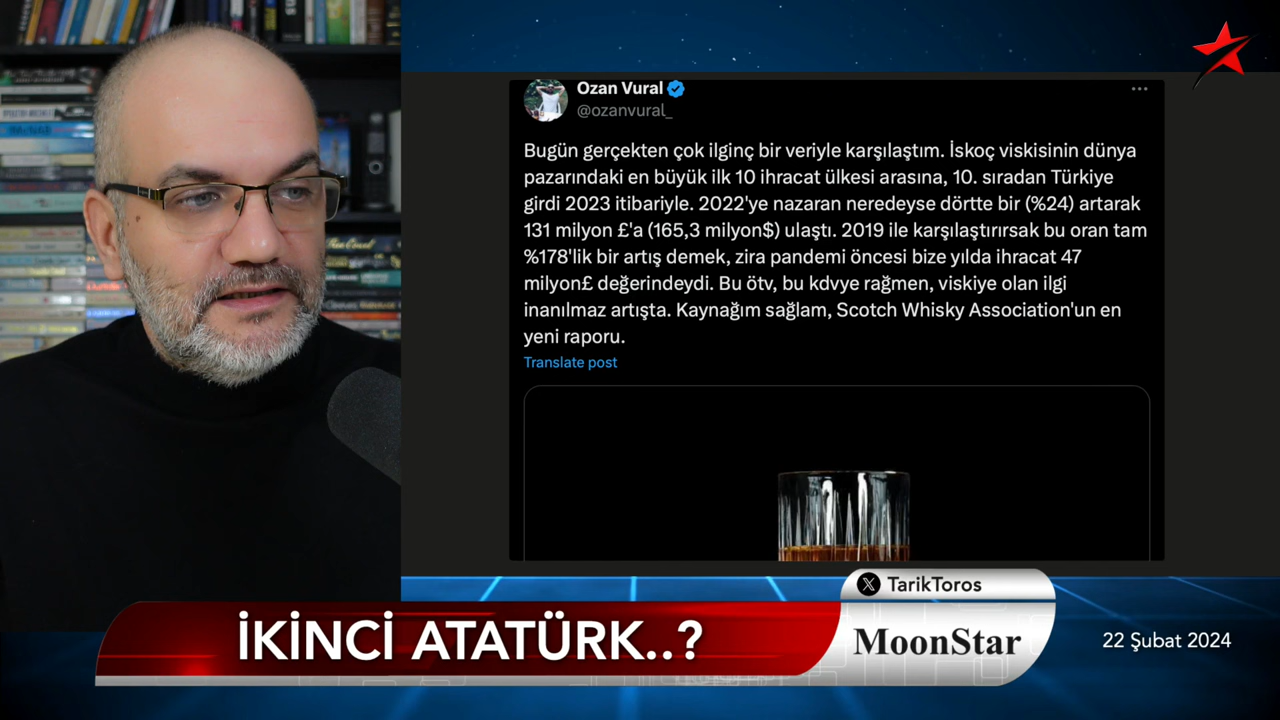 Ozan Vural
@ozanvural_
Bugün gerçekten çok ilginç bir veriyle karşılaştım. İskoç viskisinin dünya
pazarındaki en büyük ilk 10 ihracat ülkesi arasına, 10. sıradan Türkiye
girdi 2023 itibariyle. 2022'ye nazaran neredeyse dörtte bir (%24) artarak
131 milyon £'a (165,3 milyon$) ulaştı. 2019 ile karşılaştırırsak bu oran tam
%178'lik bir artış demek, zira pandemi öncesi bize yılda ihracat 47
milyon£ değerindeydi. Bu ötv, bu kdvye rağmen, viskiye olan ilgi
inanılmaz artışta. Kaynağım sağlam, Scotch Whisky Association'un en
yeni raporu.
Translate post
TarikToros
İKİNCİ ATATÜRK..?
MoonStar
22 Şubat 2024